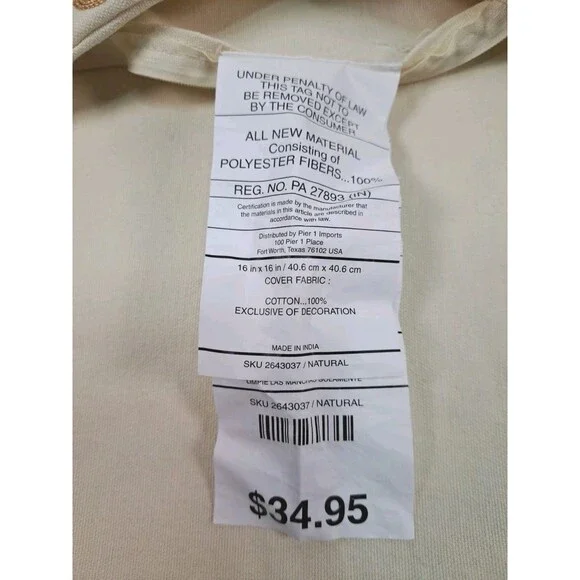 UNDER PENALTY OF LAW
THIS TAG NOT TO
BE REMOVED EXCEPT
BY THE CONSUMER
ALL NEW MATERIAL
Consisting of
POLYESTER FIBERS...100%
REG. NO. PA 27893 (IN)
Certification is made by the manufacturer that
the materials in this article are described in
accordance with law.
Distributed by Pier 1 Imports
100 Pier 1 Place
Fort Worth, Texas 76102 USA
16 in x 16 in / 40.6 cm x 40.6 cm
COVER FABRIC :
COTTON...100%
EXCLUSIVE OF DECORATION
MADE IN INDIA
SKU 2643037 / NATURAL
LIMPIE LAS MANCHAS SOLAMENTE
SKU 2643037 / NATURAL
$34.95